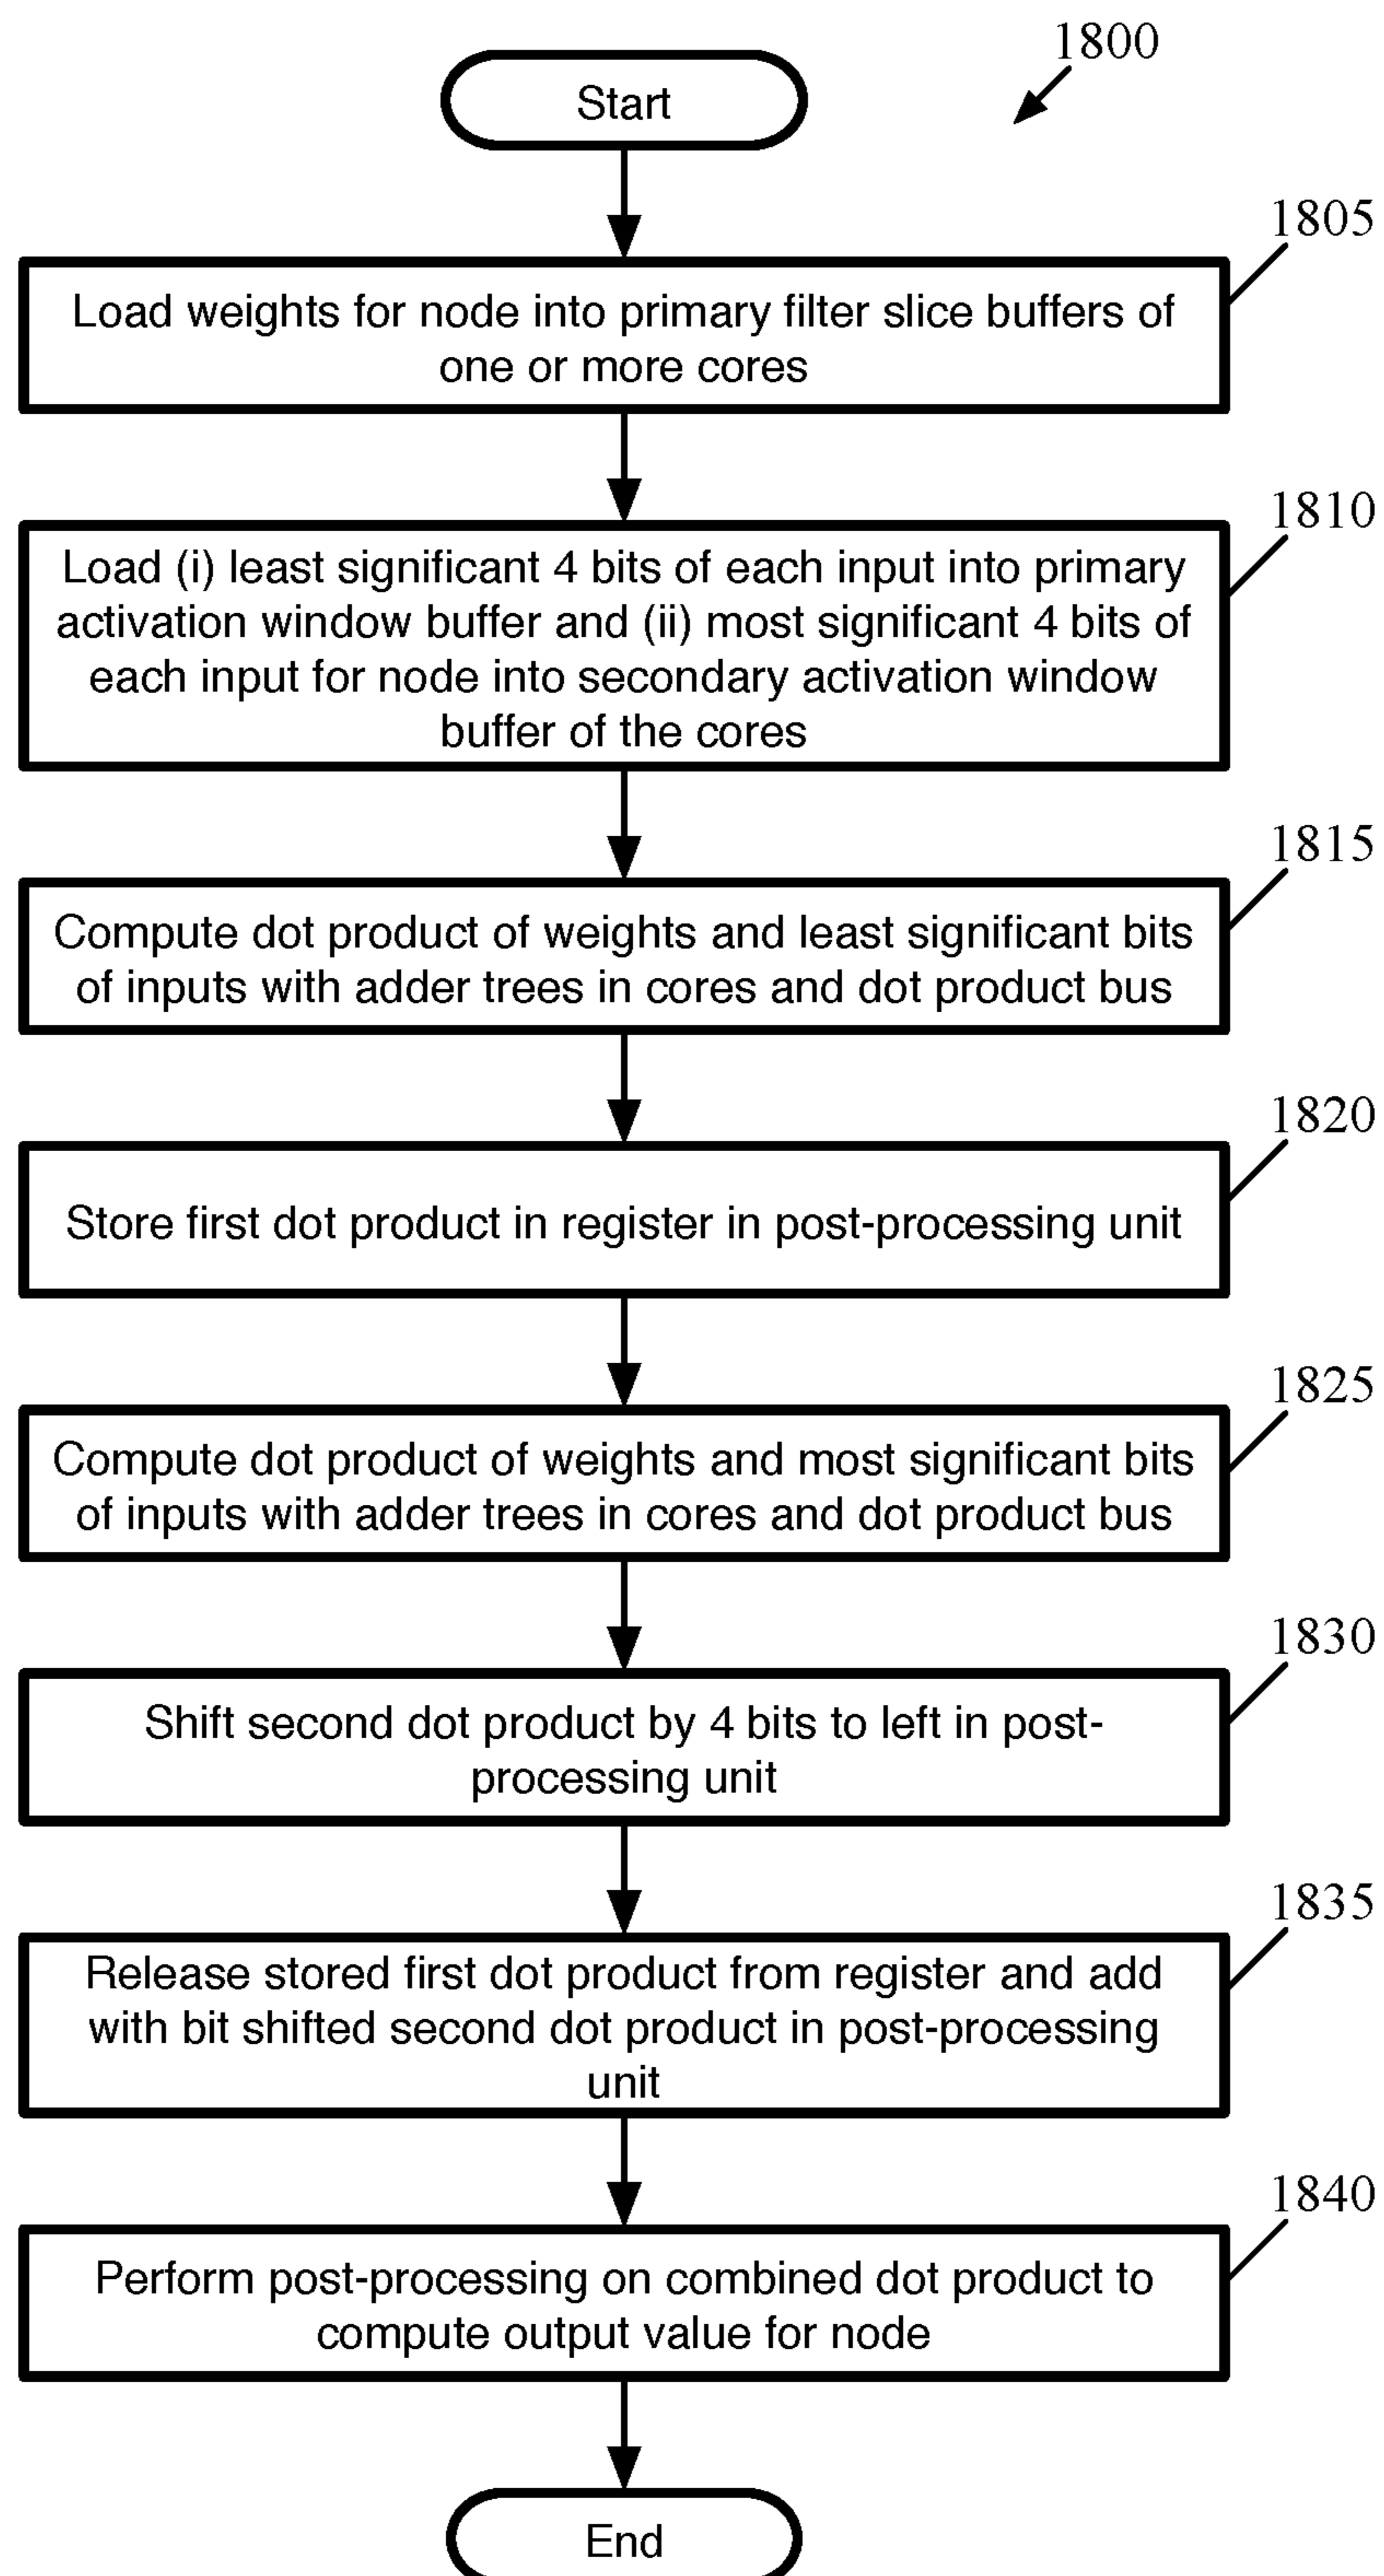 1800
Start
1805
Load weights for node into primary filter slice buffers of
one or more cores
1810
Load (i) least significant 4 bits of each input into primary
activation window buffer and (ii) most significant 4 bits of
each input for node into secondary activation window
buffer of the cores
1815
Compute dot product of weights and least significant bits
of inputs with adder trees in cores and dot product bus
1820
Store first dot product in register in post-processing unit
1825
Compute dot product of weights and most significant bits
of inputs with adder trees in cores and dot product bus
1830
Shift second dot product by 4 bits to left in post-
processing unit
1835
Release stored first dot product from register and add
with bit shifted second dot product in post-processing
unit
1840
Perform post-processing on combined dot product to
compute output value for node
End